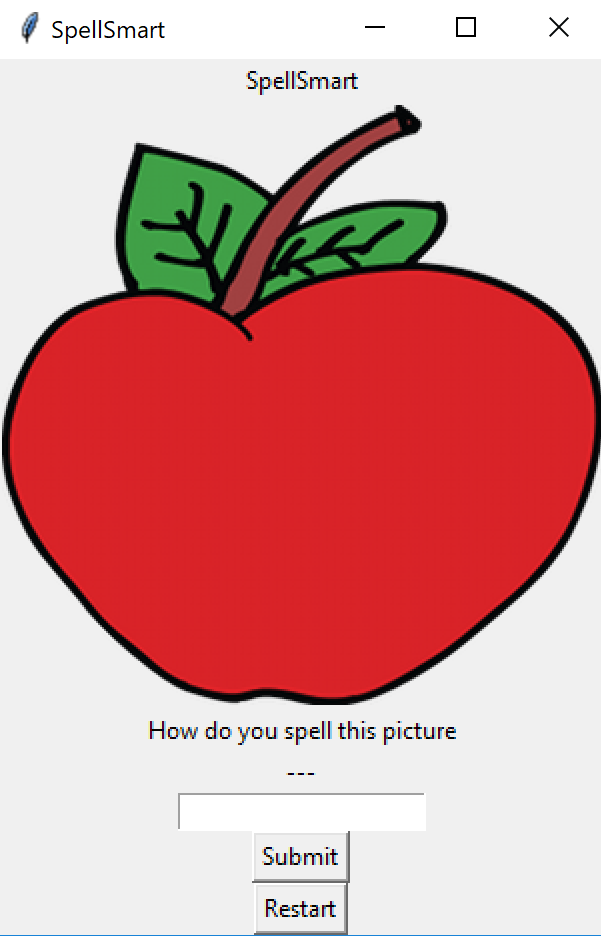 SpellSmart
SpellSmart
How do you spell this picture
---
Submit
Restart